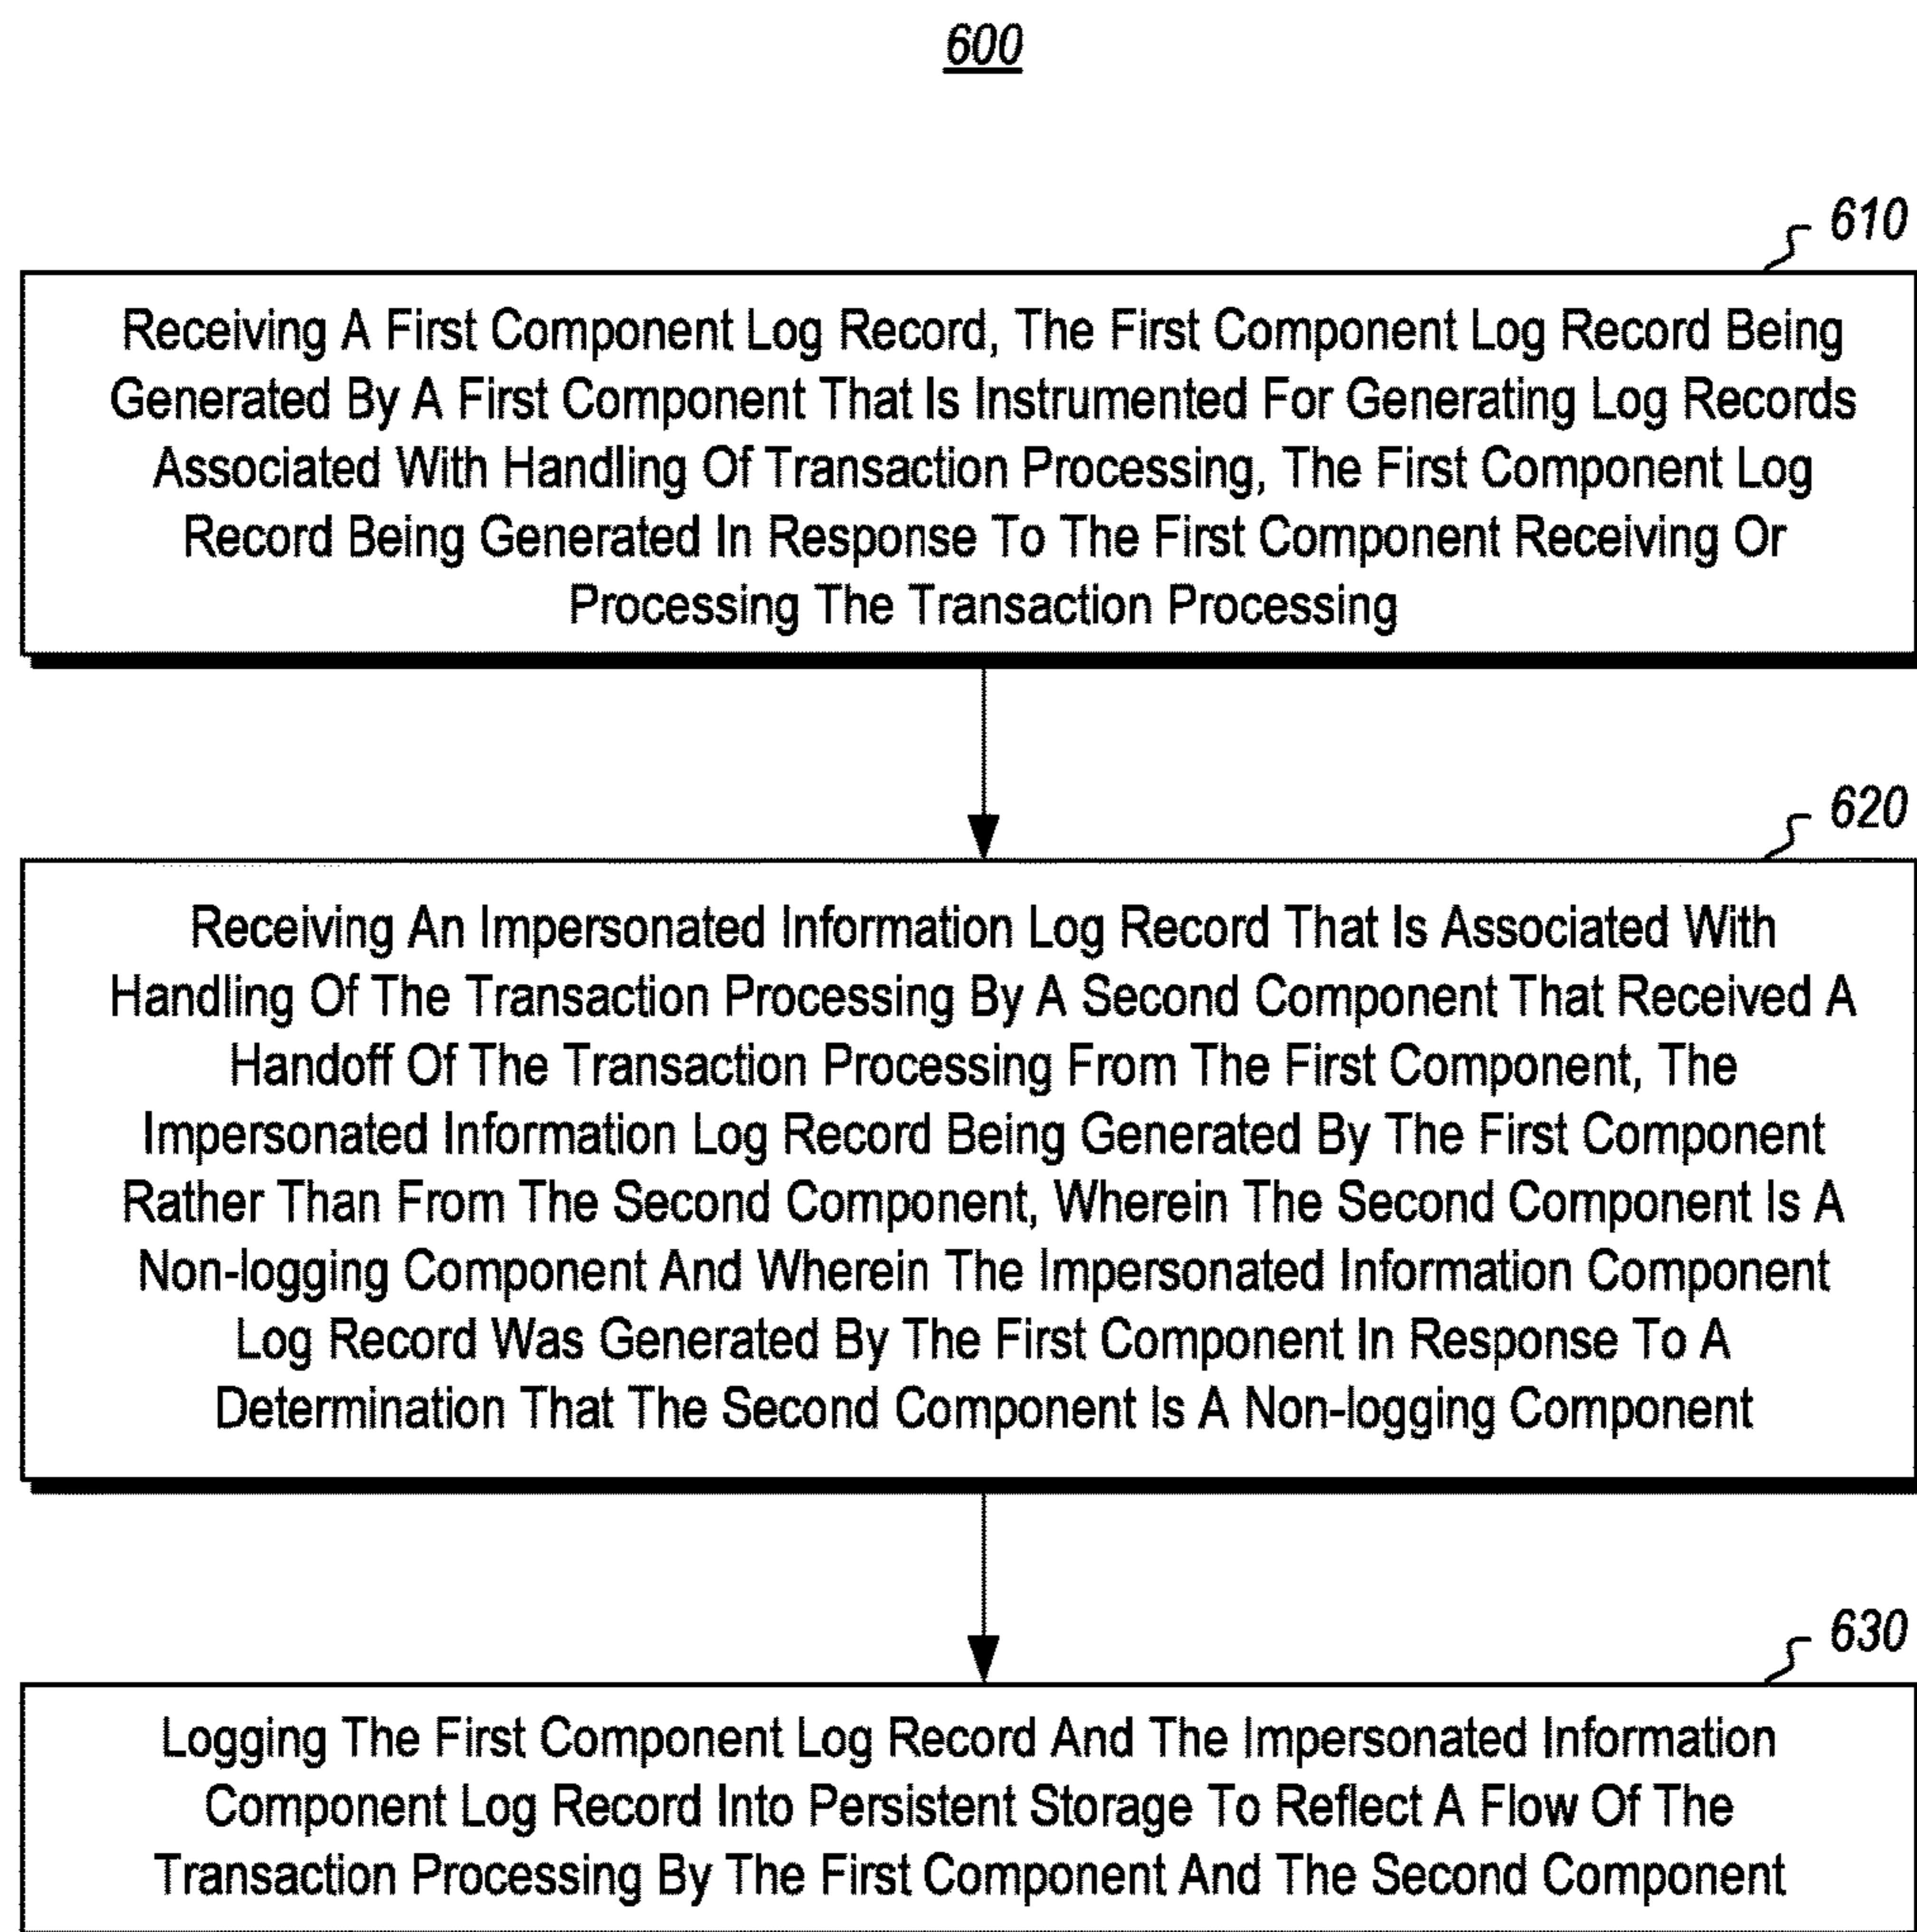 600
610
Receiving A First Component Log Record, The First Component Log Record Being
Generated By A First Component That Is Instrumented For Generating Log Records
Associated With Handling Of Transaction Processing, The First Component Log
Record Being Generated In Response To The First Component Receiving Or
Processing The Transaction Processing
620
Receiving An Impersonated Information Log Record That Is Associated With
Handling Of The Transaction Processing By A Second Component That Received A
Handoff Of The Transaction Processing From The First Component, The
Impersonated Information Log Record Being Generated By The First Component
Rather Than From The Second Component, Wherein The Second Component Is A
Non-logging Component And Wherein The Impersonated Information Component
Log Record Was Generated By The First Component In Response To A
Determination That The Second Component Is A Non-logging Component
630
Logging The First Component Log Record And The Impersonated Information
Component Log Record Into Persistent Storage To Reflect A Flow Of The
Transaction Processing By The First Component And The Second Component